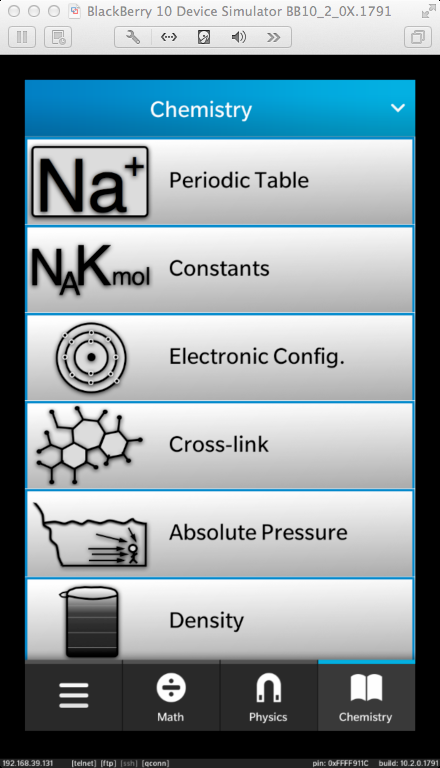 BlackBerry 10 Device Simulator BB10_2_0X.1791
Chemistry
Na+
Periodic Table
NAKmol
Constants
Electronic Config.
Cross-link
Absolute Pressure
Density
Math
Physics
Chemistry
192.168.39.131 [telnet] [ftp] [ssh] [qconn] pin: 0xFFFF911C build: 10.2.0.1791